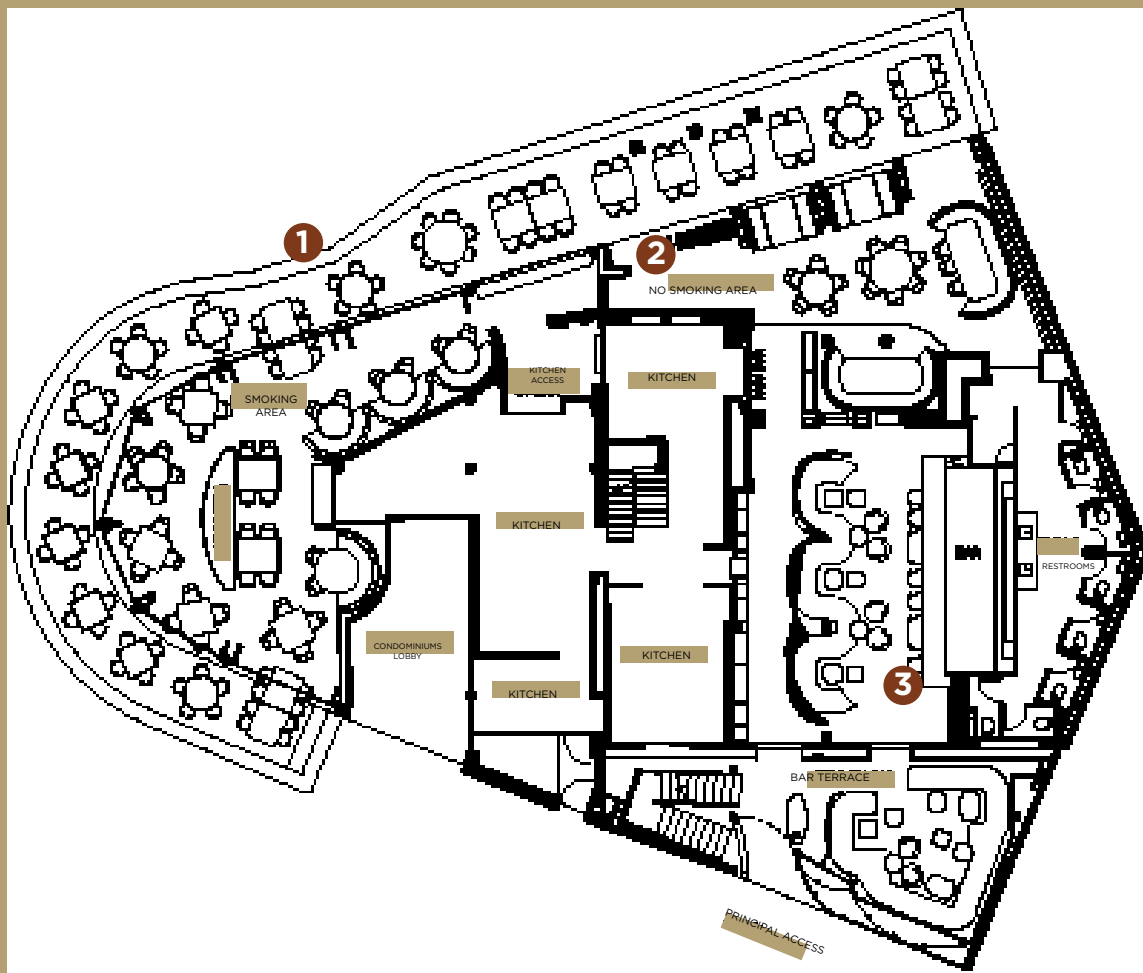 1
2
NO SMOKING AREA
KITCHEN
ACCESS
KITCHEN
SMOKING
AREA
KITCHEN
RESTROOMS
CONDOMINIUMS
LOBBY
KITCHEN
KITCHEN
3
BAR TERRACE
PRINCIPAL ACCESS